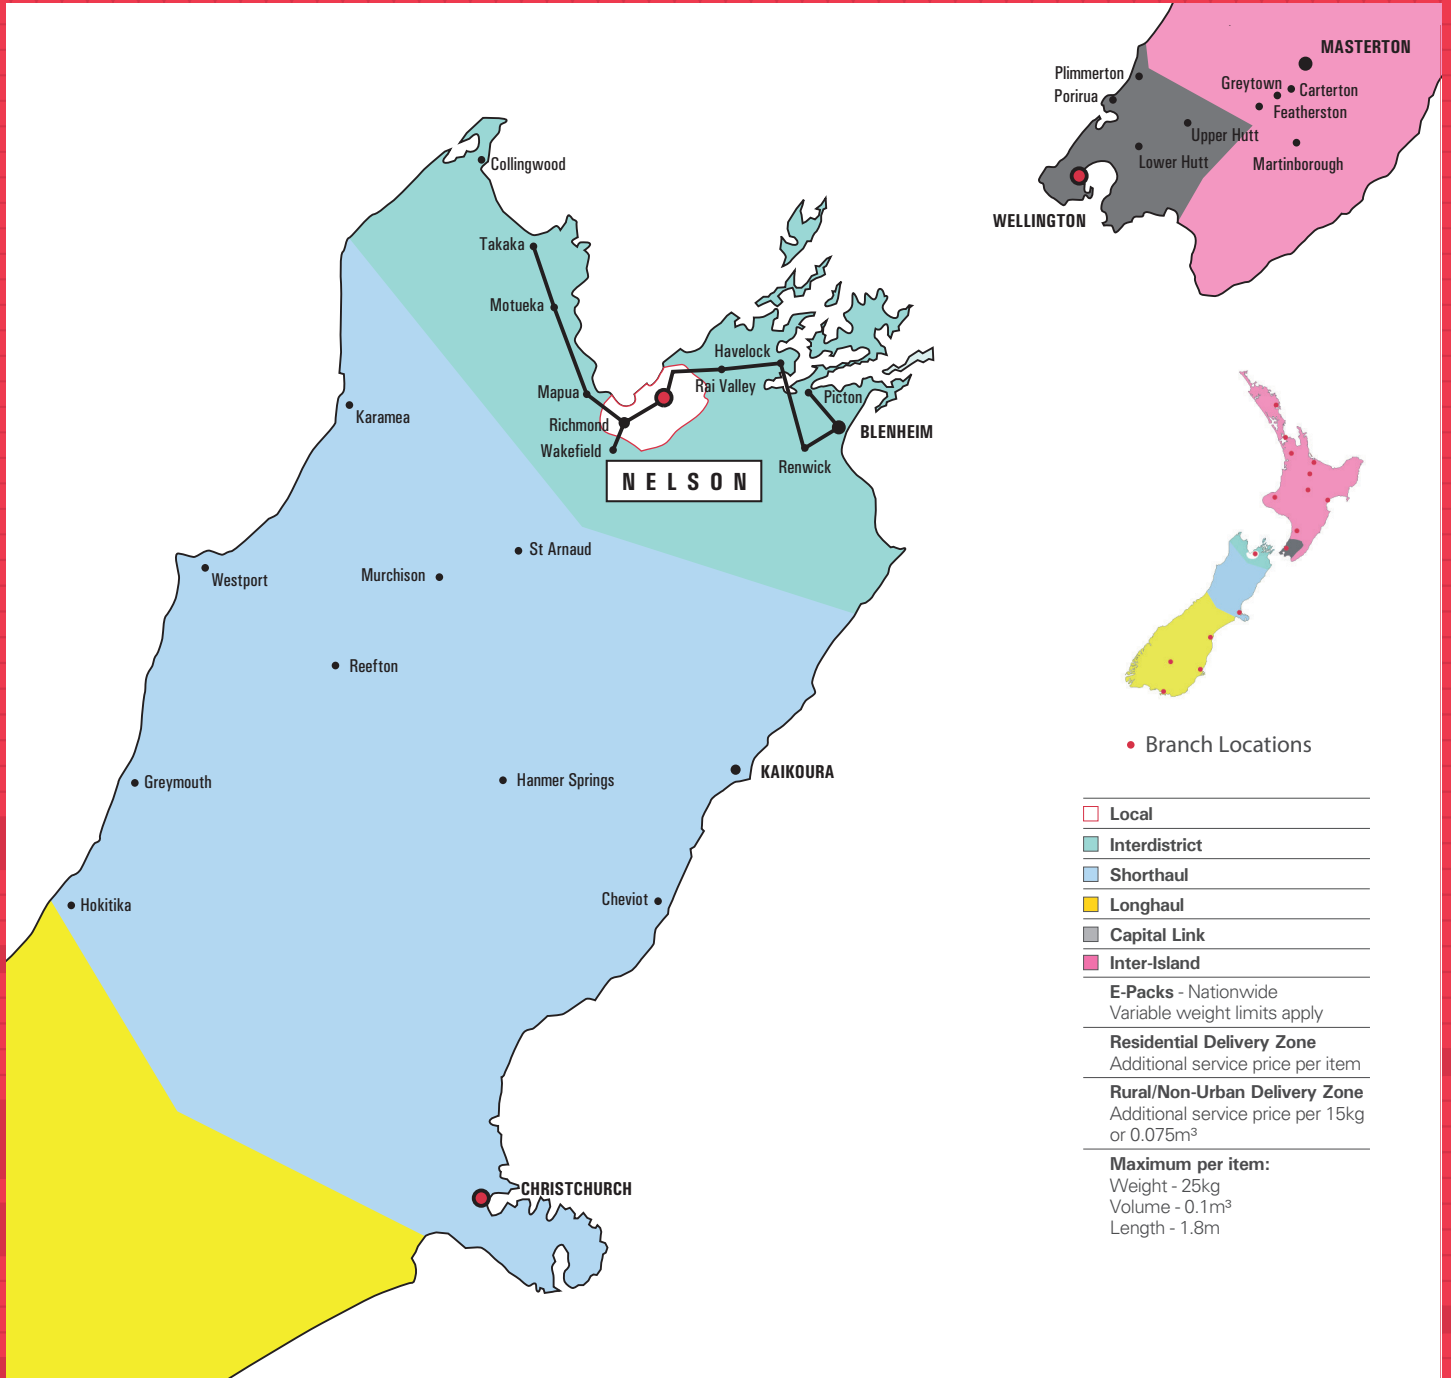 MASTERTON
Plimmerton
Porirua
Greytown
Carterton
Featherston
Upper Hutt
Lower Hutt
Martinborough
WELLINGTON
Collingwood
Takaka
Motueka
Havelock
Rai Valley
Mapua
Picton
Richmond
BLENHEIM
Wakefield
Renwick
NELSON
Karamea
St Arnaud
Murchison
Westport
Reefton
Greymouth
Hanmer Springs
KAIKOURA
Hokitika
Cheviot
CHRISTCHURCH
Branch Locations
Local
Interdistrict
Shorthaul
Longhaul
Capital Link
Inter-Island
E-Packs - Nationwide
Variable weight limits apply
Residential Delivery Zone
Additional service price per item
Rural/Non-Urban Delivery Zone
Additional service price per 15kg
or 0.075m³
Maximum per item:
Weight - 25kg
Volume - 0.1m³
Length - 1.8m